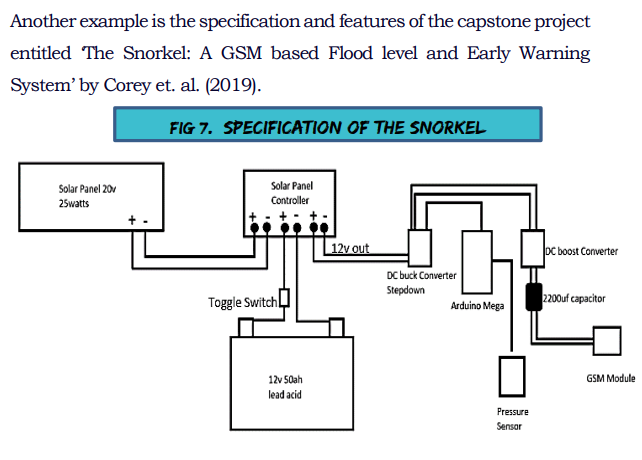 Another example is the specification and features of the capstone project
entitled ‘The Snorkel: A GSM based Flood level and Early Warning
System’ by Corey et. al. (2019).
FIG 7. SPECIFICATION OF THE SNORKEL
Solar Panel 20v
25watts
+ -
Solar Panel
Controller
+ - + - + -
12v out
DC buck Converter
Stepdown
Arduino Mega
DC boost Converter
2200uf capacitor
GSM Module
Toggle Switch
12v 50ah
lead acid
Pressure
Sensor